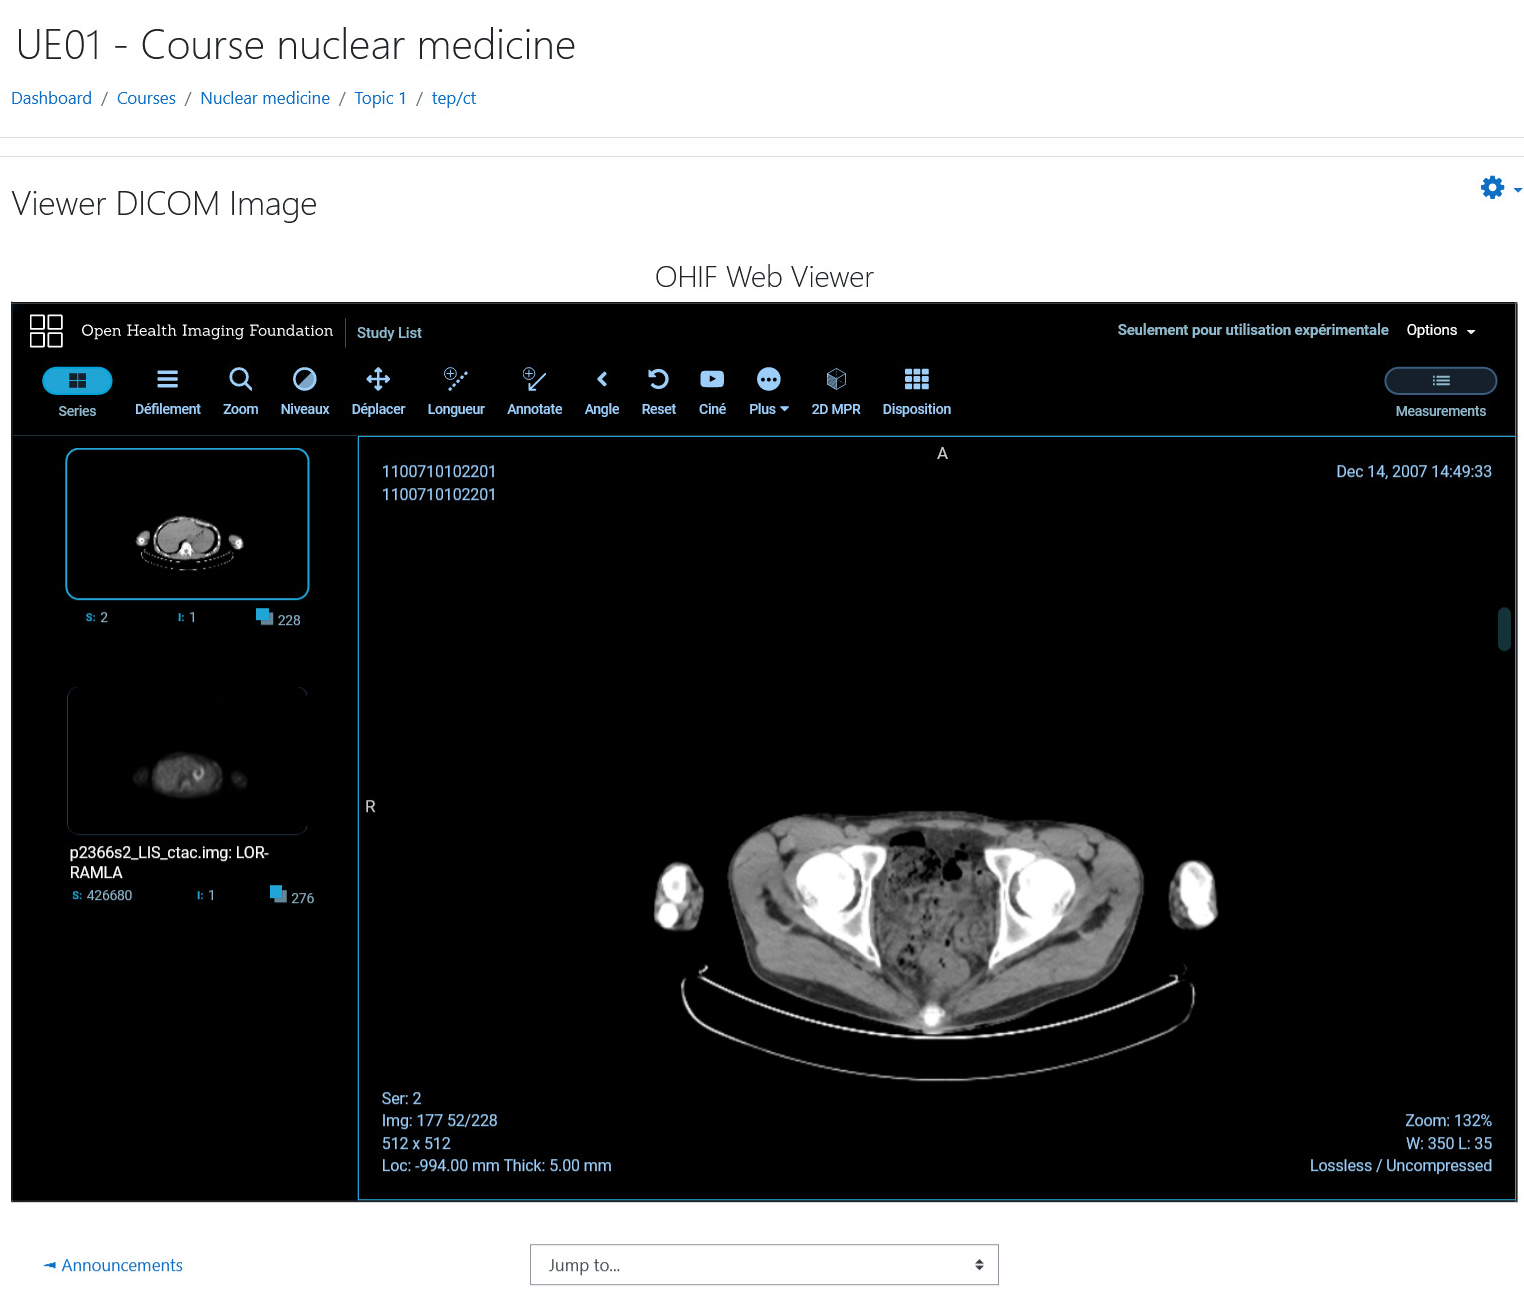 UE01 - Course nuclear medicine
Dashboard / Courses / Nuclear medicine / Topic 1 / tep/ct
Viewer DICOM Image
OHIF Web Viewer
Open Health Imaging Foundation Study List
Seulement pour utilisation expérimentale Options
Series Défilement Zoom Niveaux Déplacer Longueur Annotate Angle Reset Ciné Plus 2D MPR Disposition Measurements
S: 2 I: 1 228
p2366s2_LIS_ctac.img: LOR-
RAMLA
S: 426680 I: 1 276
A
1100710102201
1100710102201
Dec 14, 2007 14:49:33
R
Ser: 2
Img: 177 52/228
512 x 512
Loc: -994.00 mm Thick: 5.00 mm
Zoom: 132%
W: 350 L: 35
Lossless / Uncompressed
◄ Announcements
Jump to...